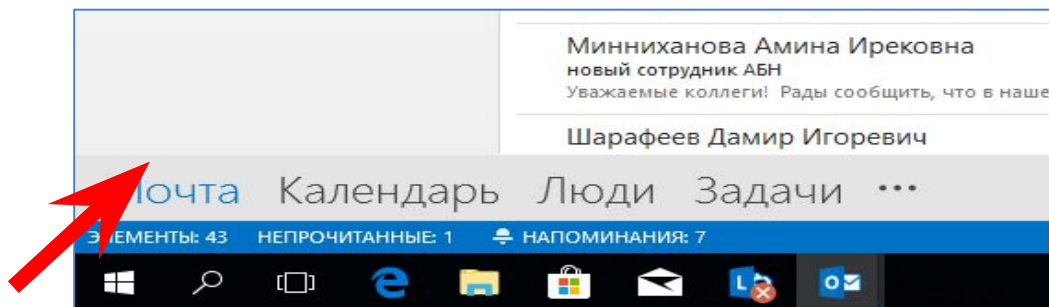 Минниханова Амина Ирековна
новый сотрудник АБН
Уважаемые коллеги! Рады сообщить, что в наше
Шарафеев Дамир Игоревич
Почта Календарь Люди Задачи ...
ЭЛЕМЕНТЫ: 43 НЕПРОЧИТАННЫЕ: 1 НАПОМИНАНИЯ: 7